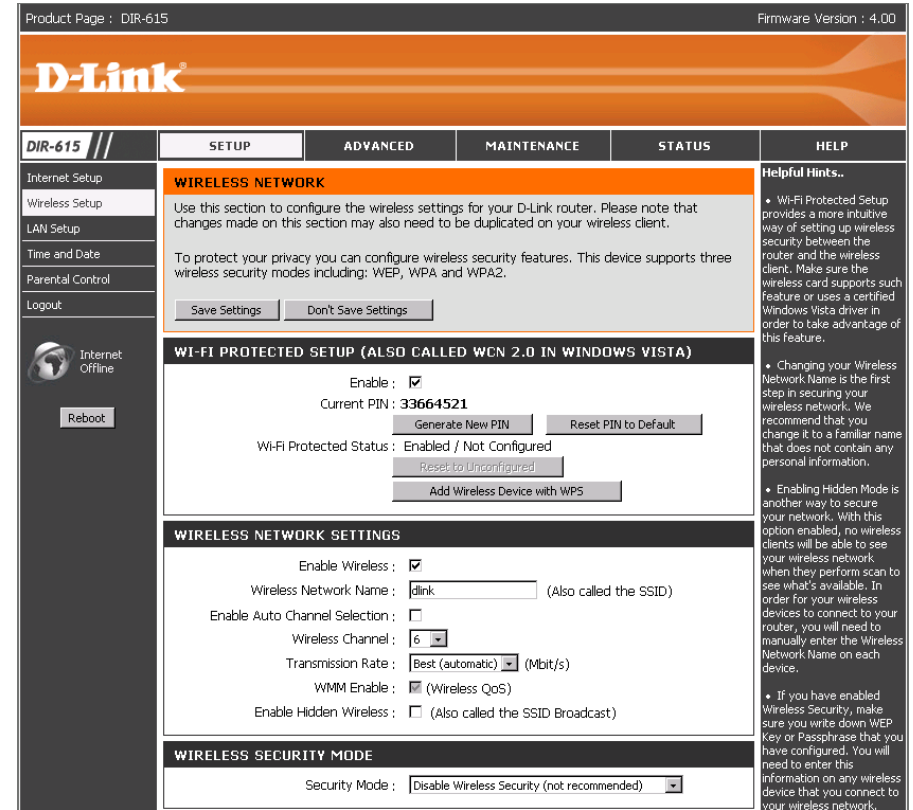 Product Page : DIR-615
Firmware Version : 4.00
D-Link
DIR-615
SETUP
ADVANCED
MAINTENANCE
STATUS
HELP
Internet Setup
Wireless Setup
LAN Setup
Time and Date
Parental Control
Logout
Internet
Offline
Reboot
WIRELESS NETWORK
Use this section to configure the wireless settings for your D-Link router. Please note that
changes made on this section may also need to be duplicated on your wireless client.
To protect your privacy you can configure wireless security features. This device supports three
wireless security modes including: WEP, WPA and WPA2.
Save Settings
Don't Save Settings
WI-FI PROTECTED SETUP (ALSO CALLED WCN 2.0 IN WINDOWS VISTA)
Enable :
Current PIN : 33664521
Generate New PIN
Reset PIN to Default
Wi-Fi Protected Status : Enabled / Not Configured
Reset to Unconfigured
Add Wireless Device with WPS
WIRELESS NETWORK SETTINGS
Enable Wireless :
Wireless Network Name : dlink (Also called the SSID)
Enable Auto Channel Selection :
Wireless Channel : 6
Transmission Rate : Best (automatic) (Mbit/s)
WMM Enable : (Wireless QoS)
Enable Hidden Wireless : (Also called the SSID Broadcast)
WIRELESS SECURITY MODE
Security Mode : Disable Wireless Security (not recommended)
Helpful Hints..
• Wi-Fi Protected Setup
provides a more intuitive
way of setting up wireless
security between the
router and the wireless
client. Make sure the
wireless card supports such
feature or uses a certified
Windows Vista driver in
order to take advantage of
this feature.
• Changing your Wireless
Network Name is the first
step in securing your
wireless network. We
recommend that you
change it to a familiar name
that does not contain any
personal information.
• Enabling Hidden Mode is
another way to secure
your network. With this
option enabled, no wireless
clients will be able to see
your wireless network
when they perform scan to
see what's available. In
order for your wireless
devices to connect to your
router, you will need to
manually enter the Wireless
Network Name on each
device.
• If you have enabled
Wireless Security, make
sure you write down WEP
Key or Passphrase that you
have configured. You will
need to enter this
information on any wireless
device that you connect to
your wireless network.